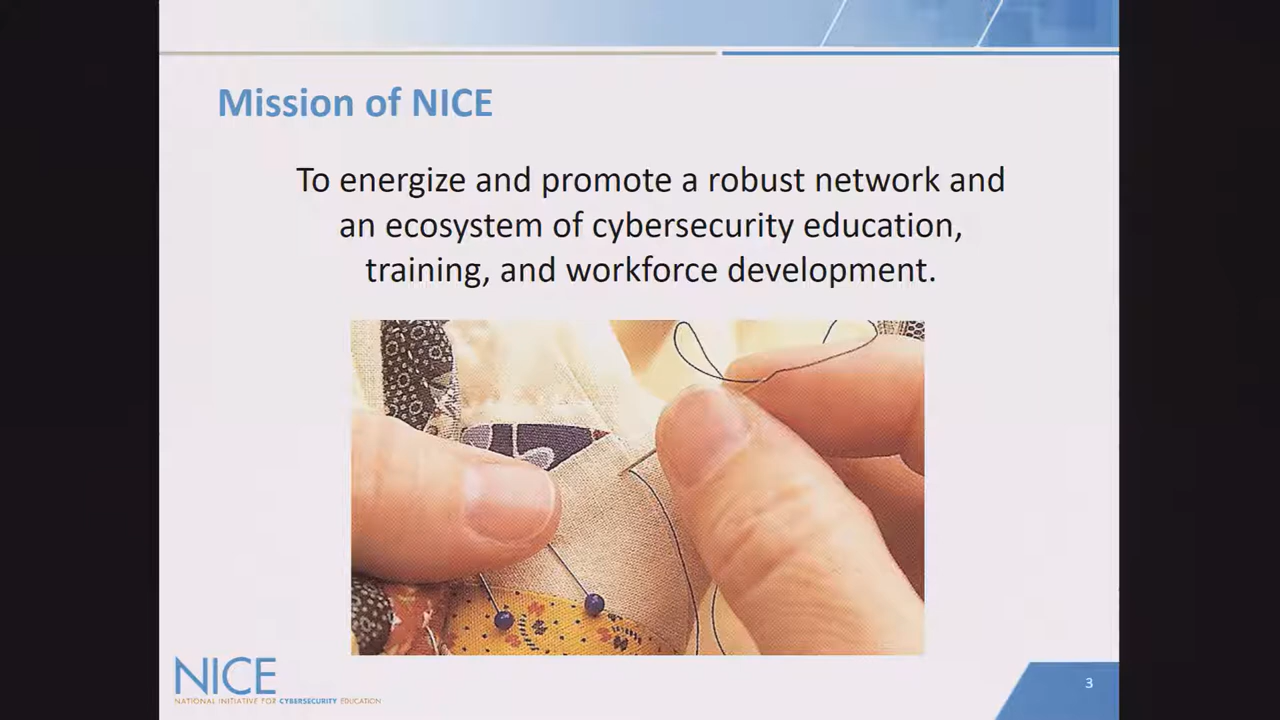 Mission of NICE
To energize and promote a robust network and
an ecosystem of cybersecurity education,
training, and workforce development.
NICE
NATIONAL INITIATIVE FOR CYBERSECURITY EDUCATION
3